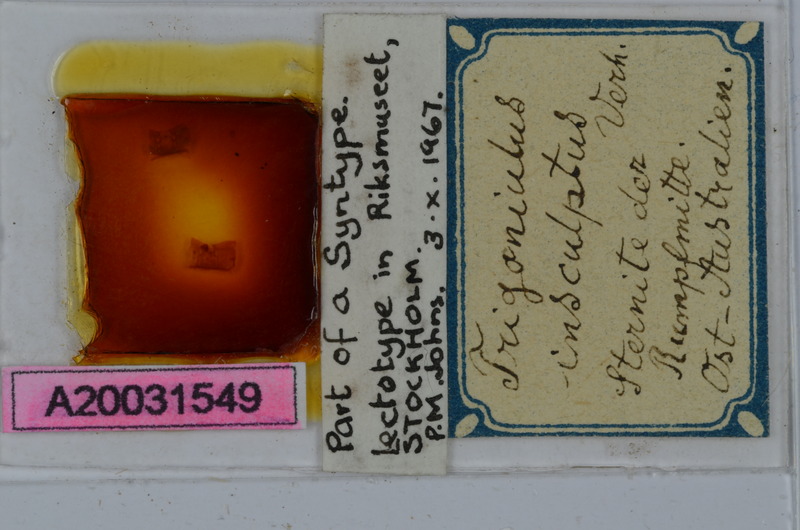 A20031549
Part of a Syntype.
Lectotype in Riksmuseet,
STOCKHOLM.
P.M. Johns. 3.X.1967.
Trigoniulus
insculptus
Verh.
Sternite der
Rumpfmitte.
Ost-Australien.